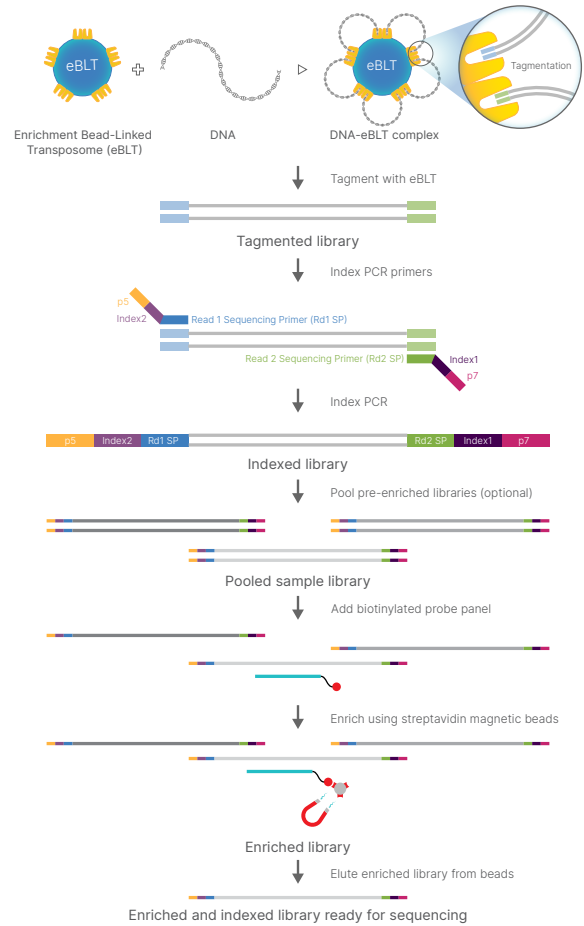 eBLT
eBLT
Tagmentation
Enrichment Bead-Linked
Transposome (eBLT)
DNA
DNA-eBLT complex
Tagment with eBLT
Tagmented library
Index PCR primers
p5
Index2
Read 1 Sequencing Primer (Rd1 SP)
Read 2 Sequencing Primer (Rd2 SP)
Index1
p7
Index PCR
p5 Index2 Rd1 SP Rd2 SP Index1 p7
Indexed library
Pool pre-enriched libraries (optional)
Pooled sample library
Add biotinylated probe panel
Enrich using streptavidin magnetic beads
Enriched library
Elute enriched library from beads
Enriched and indexed library ready for sequencing